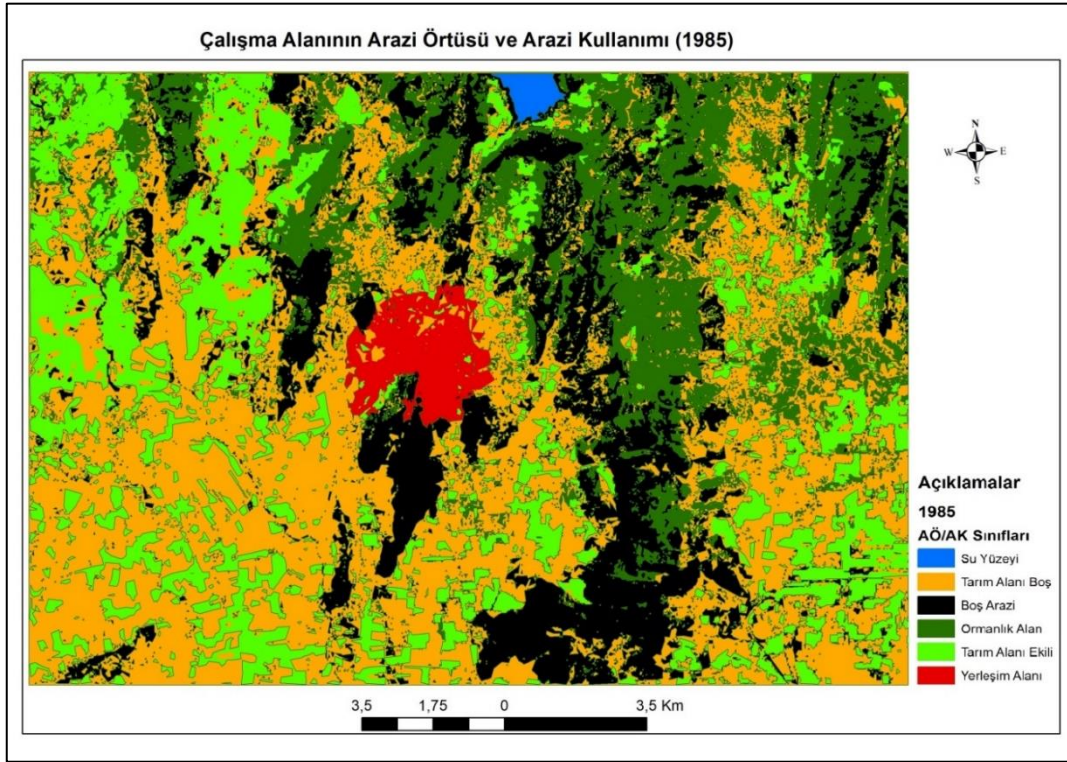 Çalışma Alanının Arazi Örtüsü ve Arazi Kullanımı (1985)
N
W E
S
Açıklamalar
1985
AÖ/AK Sınıfları
Su Yüzeyi
Tarım Alanı Boş
Boş Arazi
Ormanlık Alan
Tarım Alanı Ekili
Yerleşim Alanı
3,5 1,75 0 3,5 Km